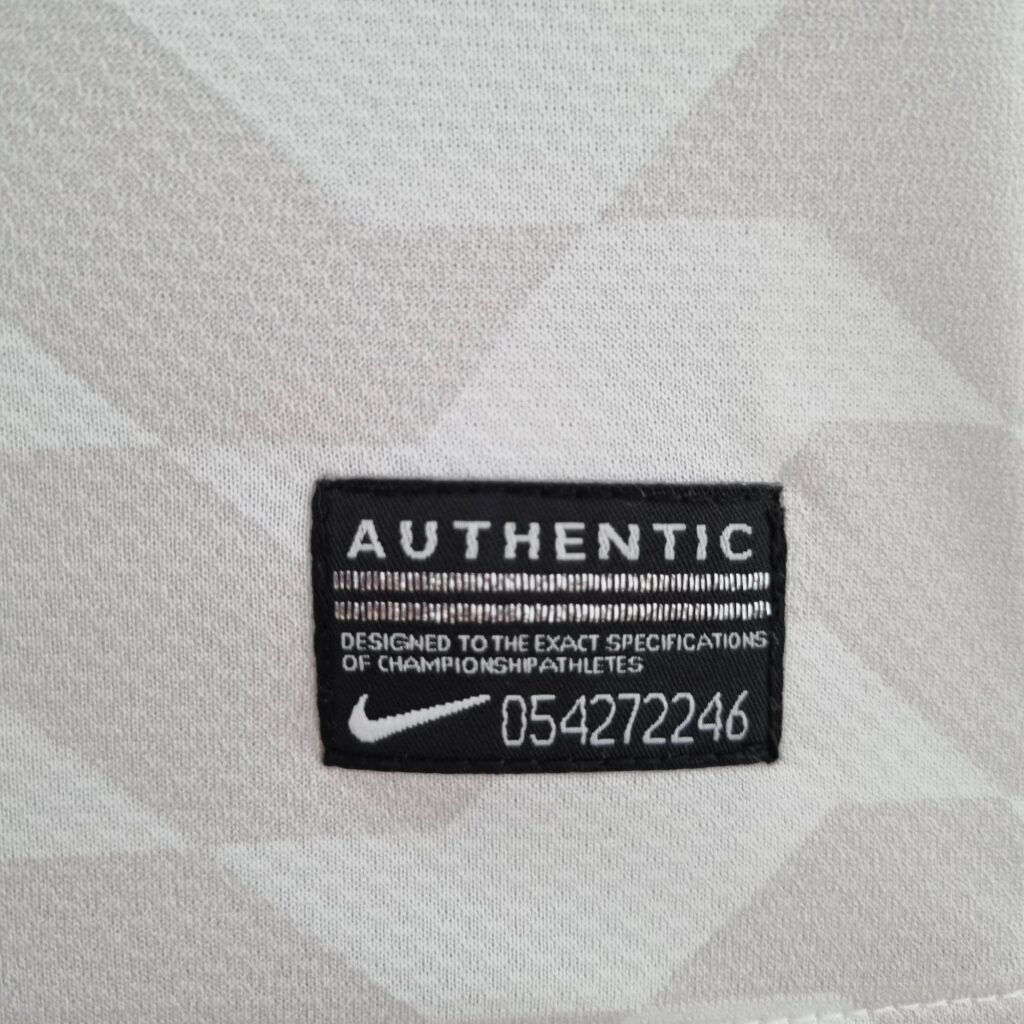 AUTHENTIC
DESIGNED TO THE EXACT SPECIFICATIONS
OF CHAMPIONSHIPATHLETES
054272246